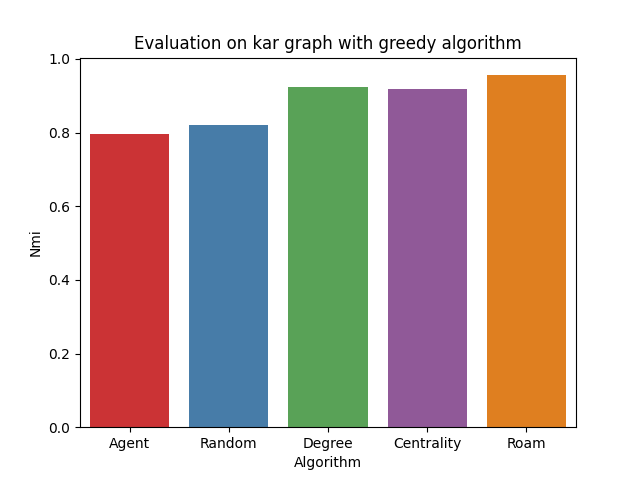 Evaluation on kar graph with greedy algorithm
1.0
0.8
0.6
0.4
0.2
0.0
Nmi
Agent Random Degree Centrality Roam
Algorithm